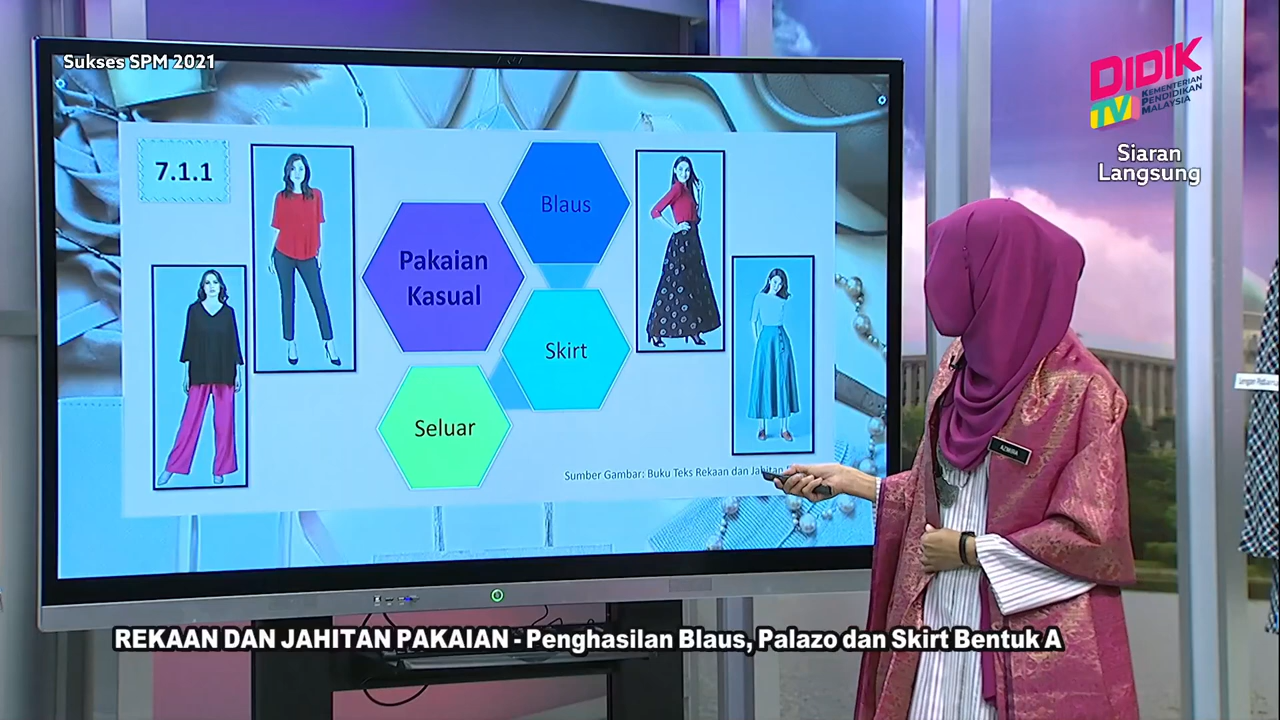 Sukses SPM 2021
DIDIK
TV
KEMENTERIAN
PENDIDIKAN
MALAYSIA
Siaran
Langsung
7.1.1
Pakaian
Kasual
Blaus
Skirt
Seluar
Sumber Gambar: Buku Teks Rekaan dan Jahitan
REKAAN DAN JAHITAN PAKAIAN - Penghasilan Blaus, Palazo dan Skirt Bentuk A